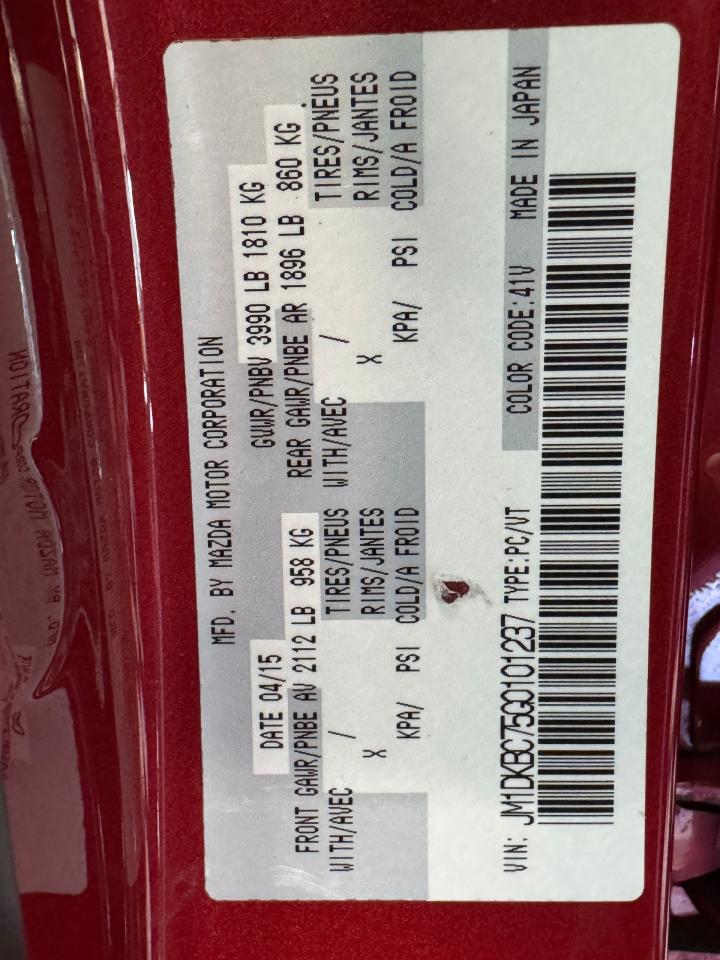 MFD. BY MAZDA MOTOR CORPORATION
DATE 04/15 GVWR/PNBV 3990 LB 1810 KG
FRONT GAWR/PNBE AV 2112 LB 958 KG REAR GAWR/PNBE AR 1896 LB 860 KG
WITH/AVEC / TIRES/PNEUS WITH/AVEC / TIRES/PNEUS
X RIMS/JANTES X RIMS/JANTES
KPA/ PSI COLD/A FROID KPA/ PSI COLD/A FROID
VIN: JM1DKBC75G0101237 TYPE:PC/VT COLOR CODE:41V MADE IN JAPAN